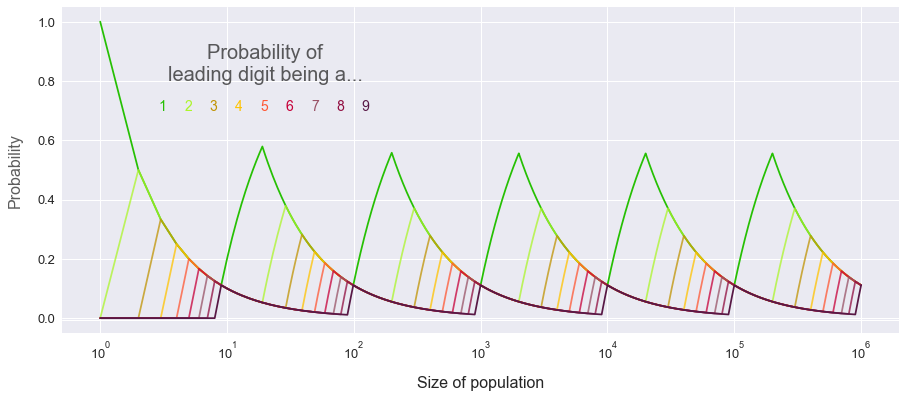 1.0
0.8
0.6
0.4
0.2
0.0
Probability
Probability of
leading digit being a...
1 2 3 4 5 6 7 8 9
10^0 10^1 10^2 10^3 10^4 10^5 10^6
Size of population